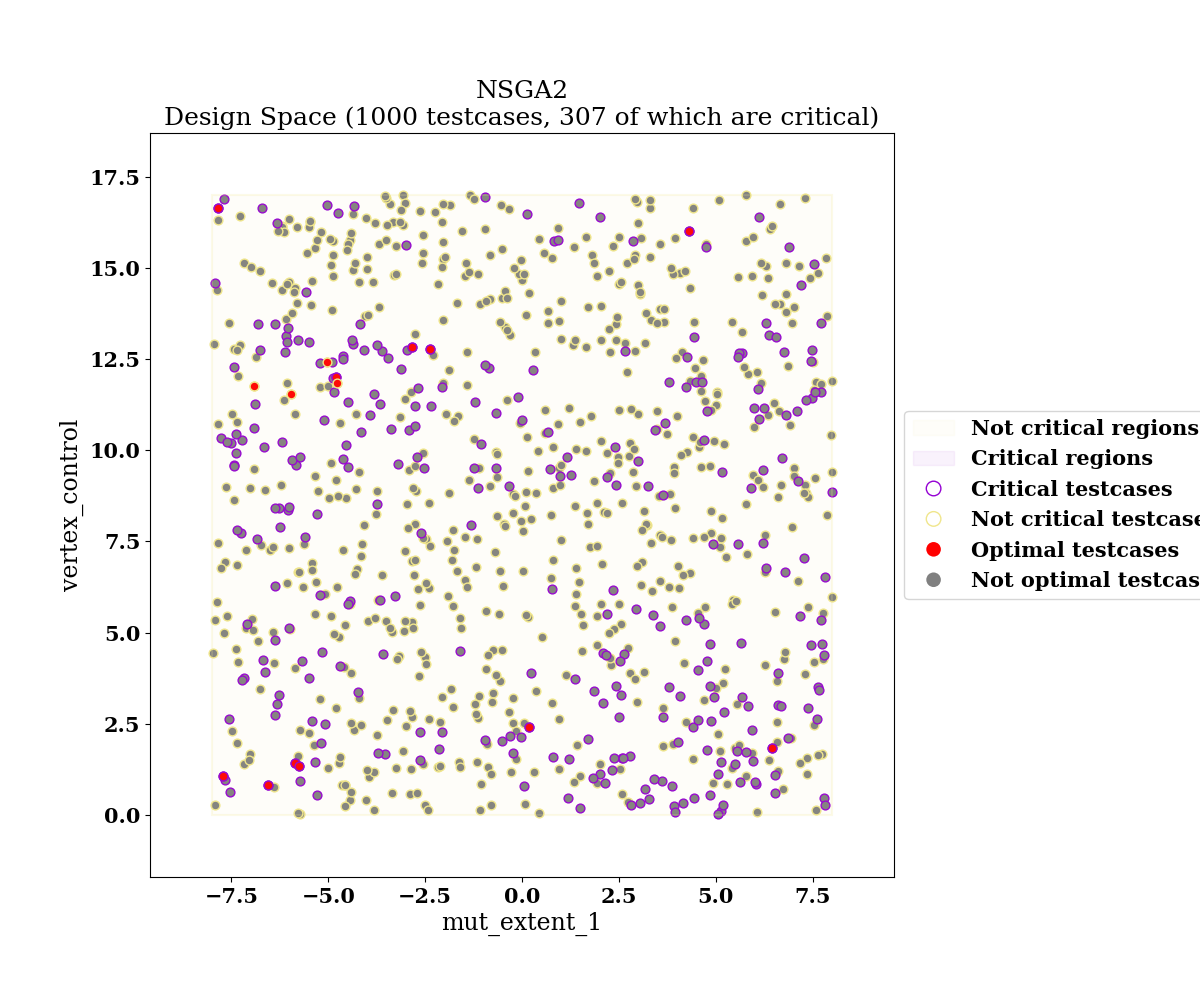 NSGA2
Design Space (1000 testcases, 307 of which are critical)
17.5
15.0
12.5
10.0
7.5
5.0
2.5
0.0
vertex_control
−7.5 −5.0 −2.5 0.0 2.5 5.0 7.5
mut_extent_1
Not critical regions
Critical regions
Critical testcases
Not critical testcase
Optimal testcases
Not optimal testcas